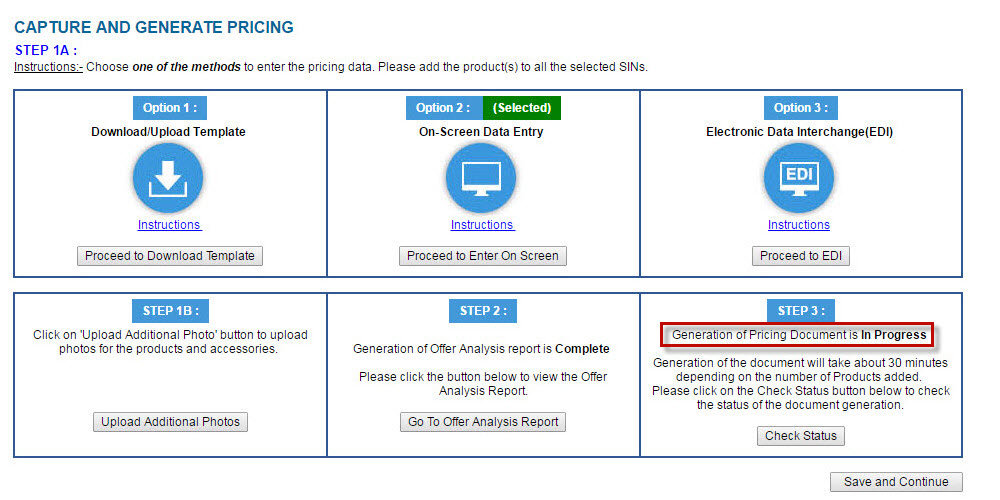 CAPTURE AND GENERATE PRICING
STEP 1A :
Instructions:- Choose one of the methods to enter the pricing data. Please add the product(s) to all the selected SINs.
Option 1 :
Download/Upload Template
Instructions
Proceed to Download Template
Option 2 : (Selected)
On-Screen Data Entry
Instructions
Proceed to Enter On Screen
Option 3 :
Electronic Data Interchange(EDI)
EDI
Instructions
Proceed to EDI
STEP 1B :
Click on 'Upload Additional Photo' button to upload
photos for the products and accessories.
Upload Additional Photos
STEP 2 :
Generation of Offer Analysis report is Complete
Please click the button below to view the Offer
Analysis Report.
Go To Offer Analysis Report
STEP 3 :
Generation of Pricing Document is In Progress
Generation of the document will take about 30 minutes
depending on the number of Products added.
Please click on the Check Status button below to check
the status of the document generation.
Check Status
Save and Continue